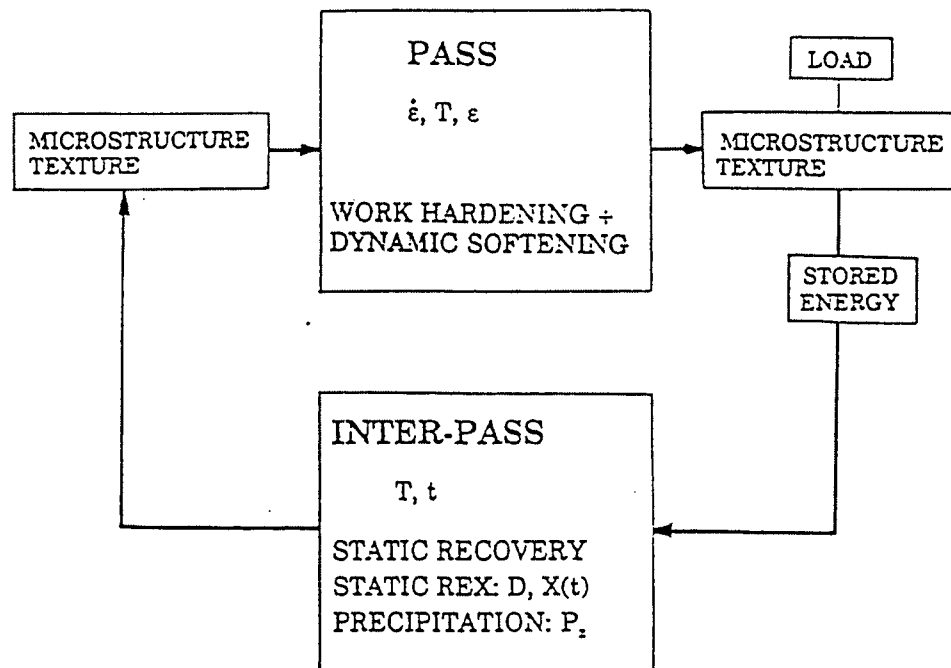 PASS
ε̇, T, ε
WORK HARDENING +
DYNAMIC SOFTENING
MICROSTRUCTURE
TEXTURE
LOAD
MICROSTRUCTURE
TEXTURE
STORED
ENERGY
INTER-PASS
T, t
STATIC RECOVERY
STATIC REX: D, X(t)
PRECIPITATION: P_z